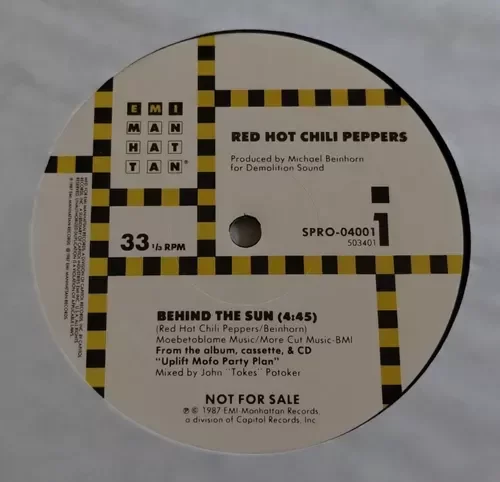 EMI
MAN
HAT
TAN®
RED HOT CHILI PEPPERS
Produced by Michael Beinhorn
for Demolition Sound
33 1/3 RPM
SPRO-04001
503401
1
BEHIND THE SUN (4:45)
(Red Hot Chili Peppers/Beinhorn)
Moebetoblame Music/More Cut Music-BMI
From the album, cassette, & CD
"Uplift Mofo Party Plan"
Mixed by John "Tokes" Potoker
NOT FOR SALE
℗ © 1987 EMI Manhattan Records,
a division of Capitol Records, Inc